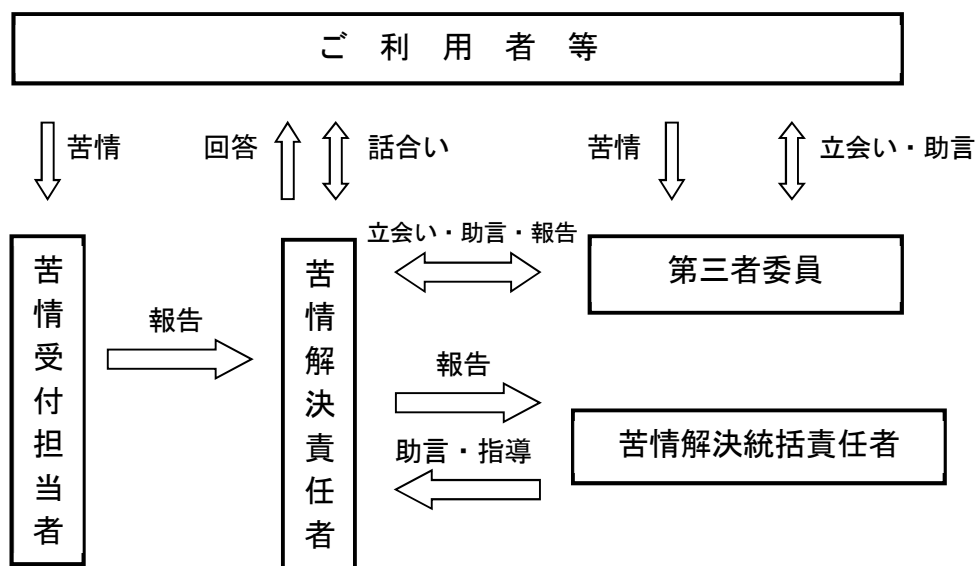 ご利用者等
苦情
回答
話合い
苦情
立会い・助言
苦情受付担当者
報告
苦情解決責任者
立会い・助言・報告
第三者委員
報告
助言・指導
苦情解決統括責任者